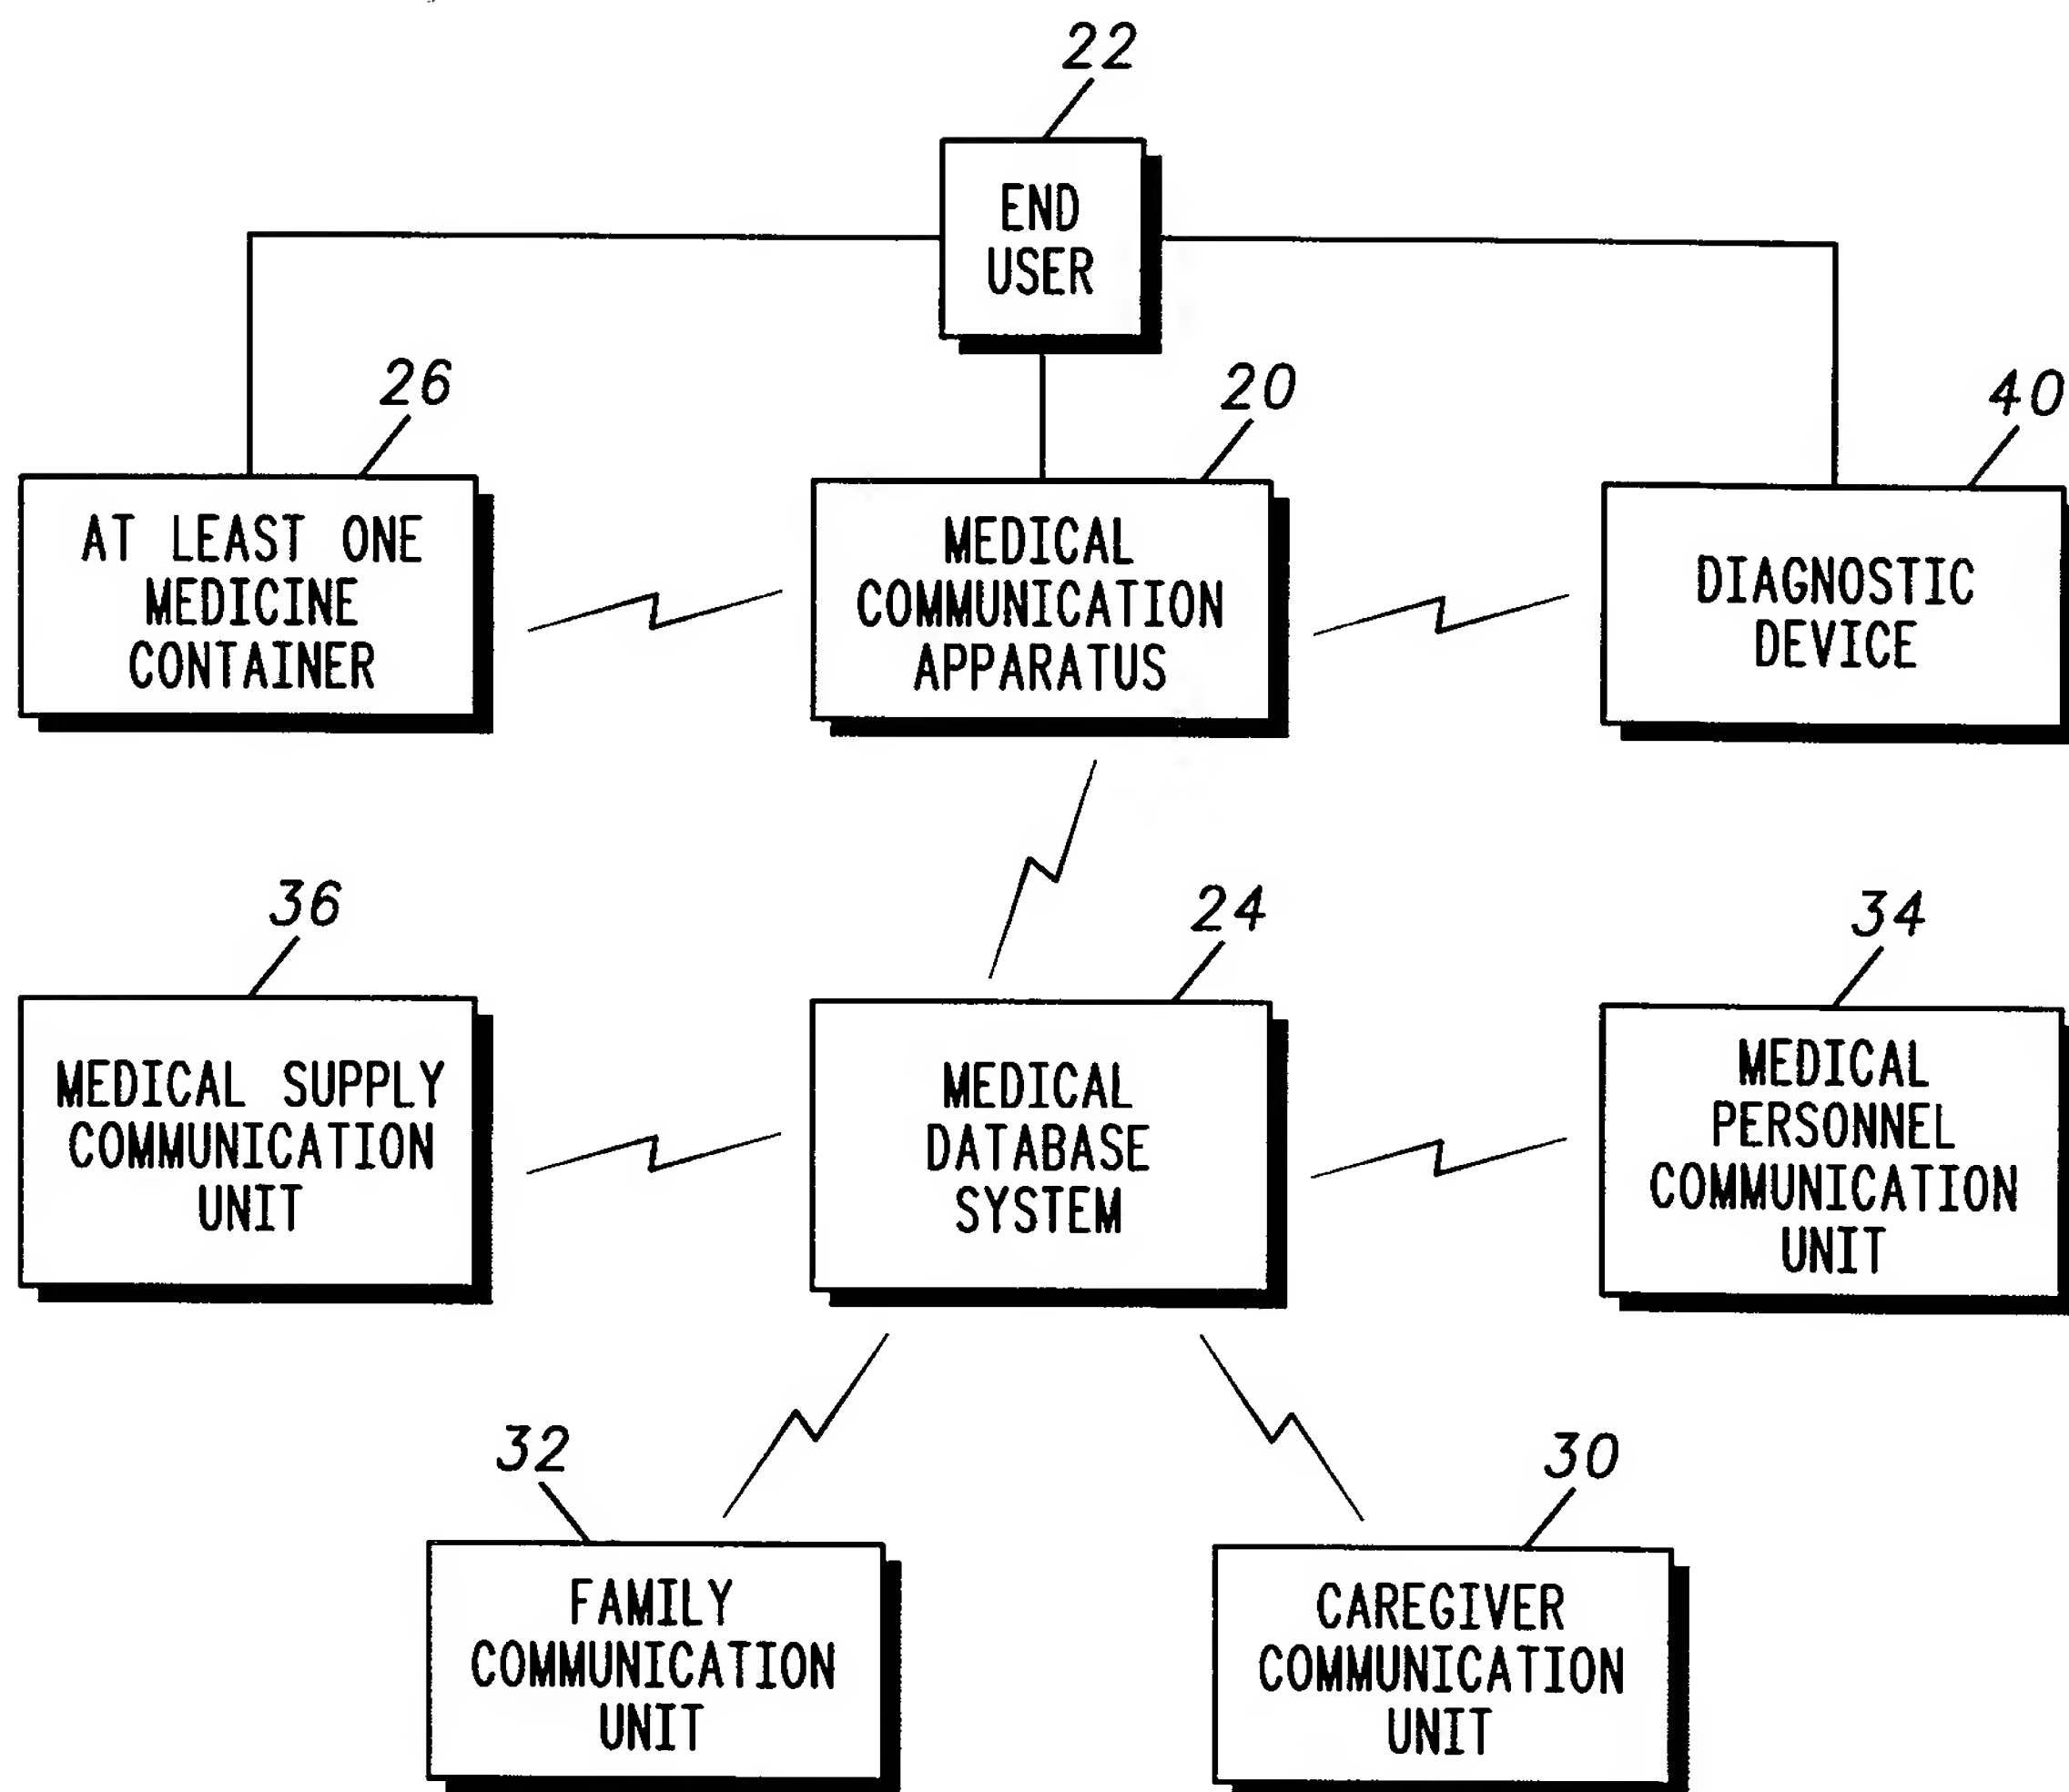 22
END
USER
26
20
40
AT LEAST ONE
MEDICINE
CONTAINER
MEDICAL
COMMUNICATION
APPARATUS
DIAGNOSTIC
DEVICE
36
24
34
MEDICAL SUPPLY
COMMUNICATION
UNIT
MEDICAL
DATABASE
SYSTEM
MEDICAL
PERSONNEL
COMMUNICATION
UNIT
32
30
FAMILY
COMMUNICATION
UNIT
CAREGIVER
COMMUNICATION
UNIT